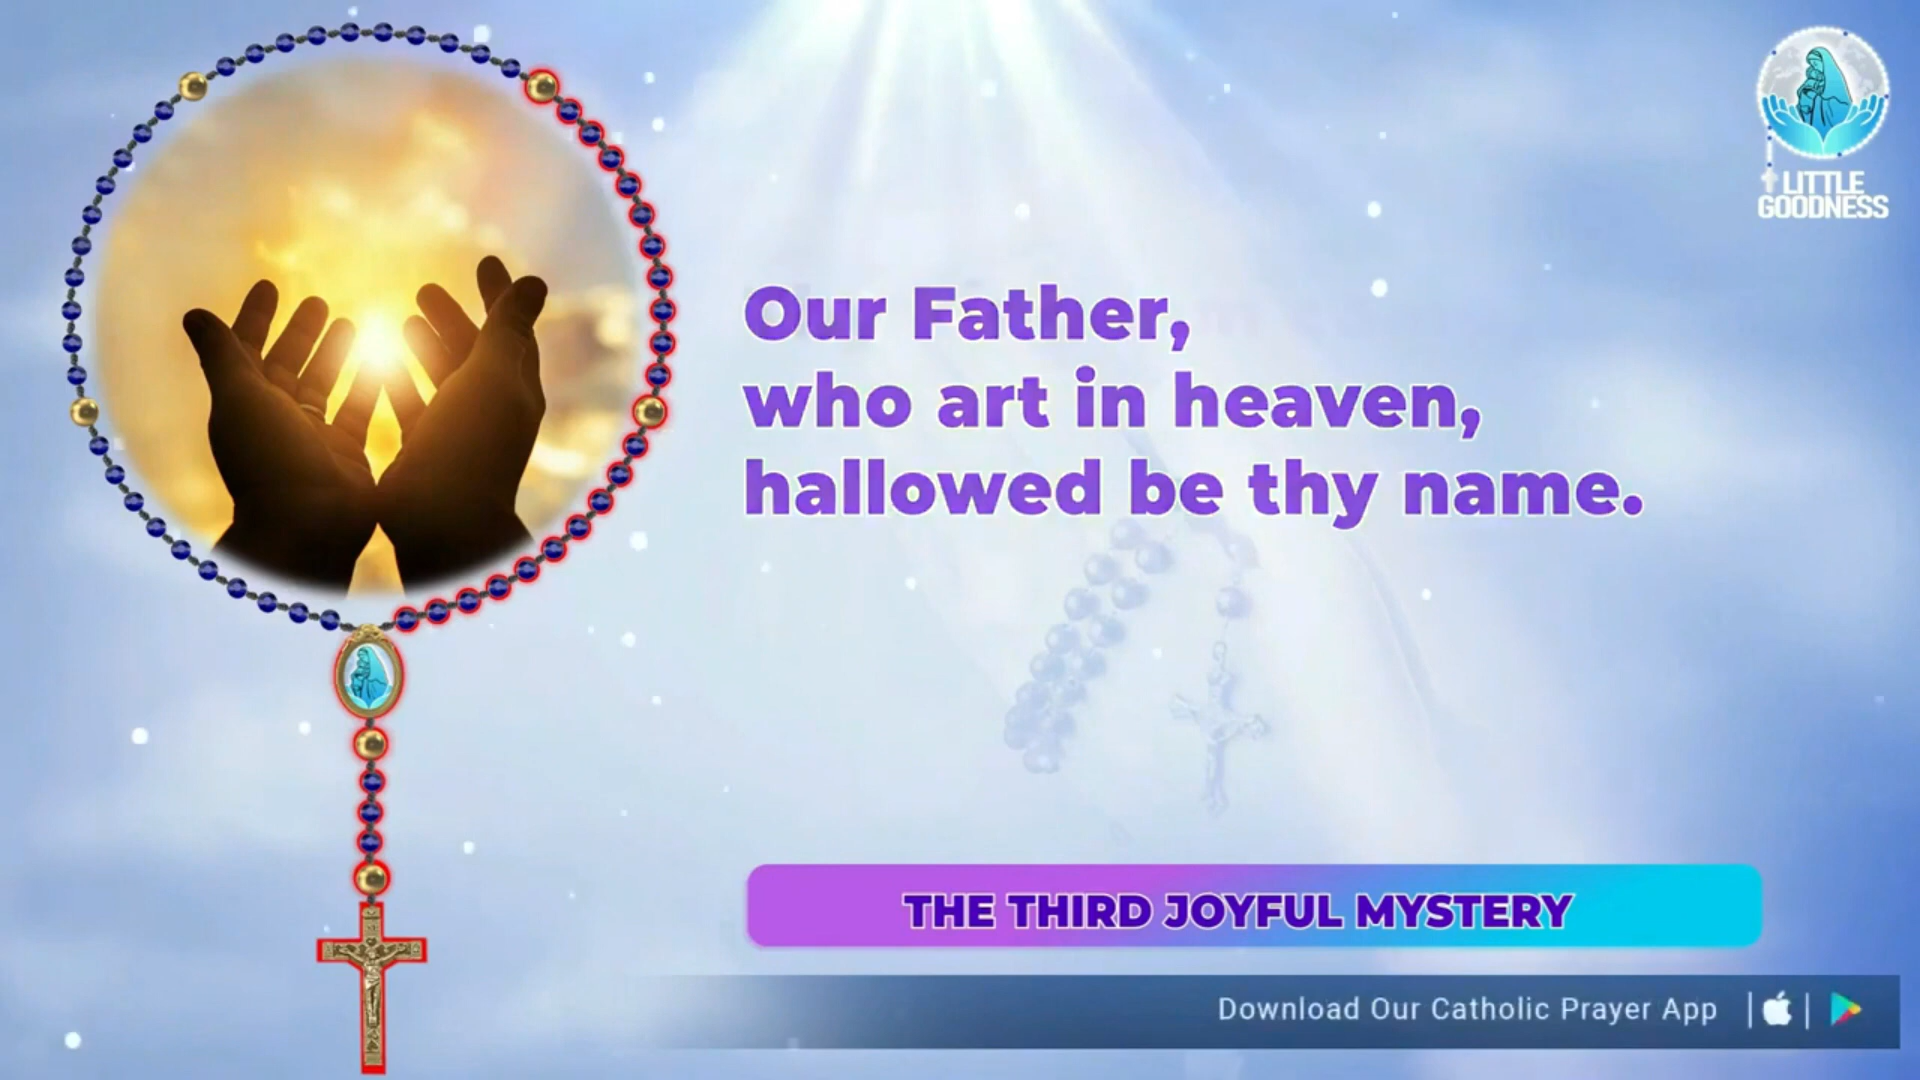 LITTLE
GOODNESS
Our Father,
who art in heaven,
hallowed be thy name.
THE THIRD JOYFUL MYSTERY
Download Our Catholic Prayer App